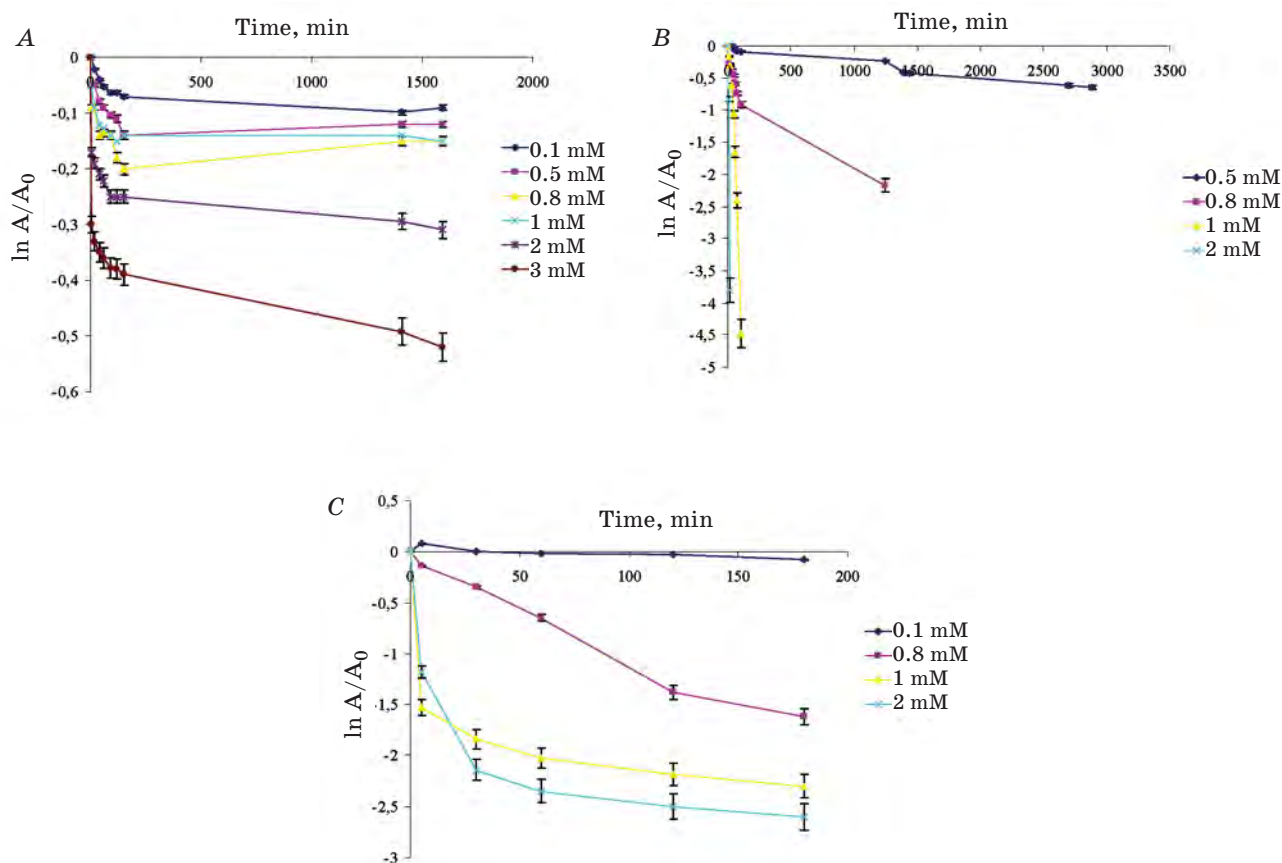 A
Time, min
0
500
1000
1500
2000
0
-0,1
-0,2
-0,3
-0,4
-0,5
-0,6
ln A/A0
0.1 mM
0.5 mM
0.8 mM
1 mM
2 mM
3 mM
B
Time, min
0
500
1000
1500
2000
2500
3000
3500
0
-0,5
-1
-1,5
-2
-2,5
-3
-3,5
-4
-4,5
-5
ln A/A0
0.5 mM
0.8 mM
1 mM
2 mM
C
Time, min
0,5
0
-0,5
-1
-1,5
-2
-2,5
-3
0
50
100
150
200
ln A/A0
0.1 mM
0.8 mM
1 mM
2 mM